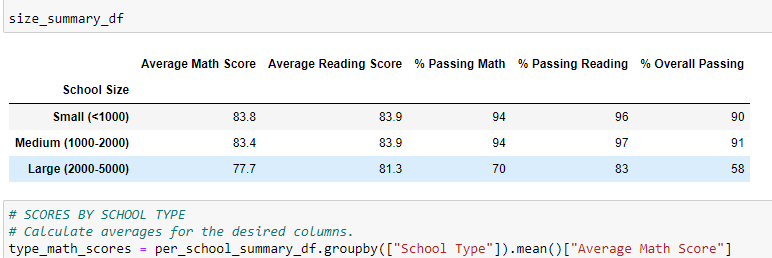 size_summary_df
Average Math Score Average Reading Score % Passing Math % Passing Reading % Overall Passing
School Size
Small (<1000) 83.8 83.9 94 96 90
Medium (1000-2000) 83.4 83.9 94 97 91
Large (2000-5000) 77.7 81.3 70 83 58
# SCORES BY SCHOOL TYPE
# Calculate averages for the desired columns.
type_math_scores = per_school_summary_df.groupby(["School Type"]).mean()["Average Math Score"]